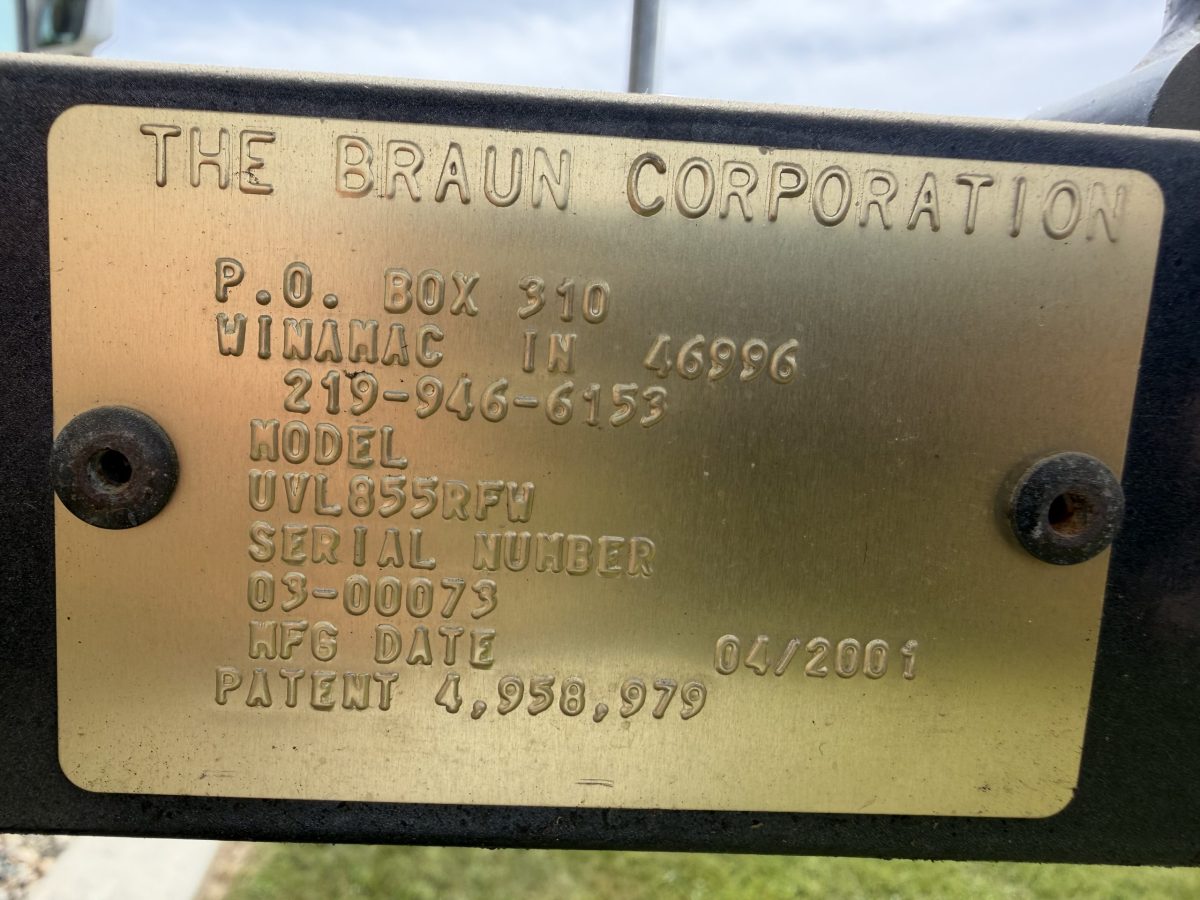 THE BRAUN CORPORATION
P.O. BOX 310
WINAMAC IN 46996
219-946-6153
MODEL
UVL855RFW
SERIAL NUMBER
03-00073
MFG DATE 04/2001
PATENT 4,958,979